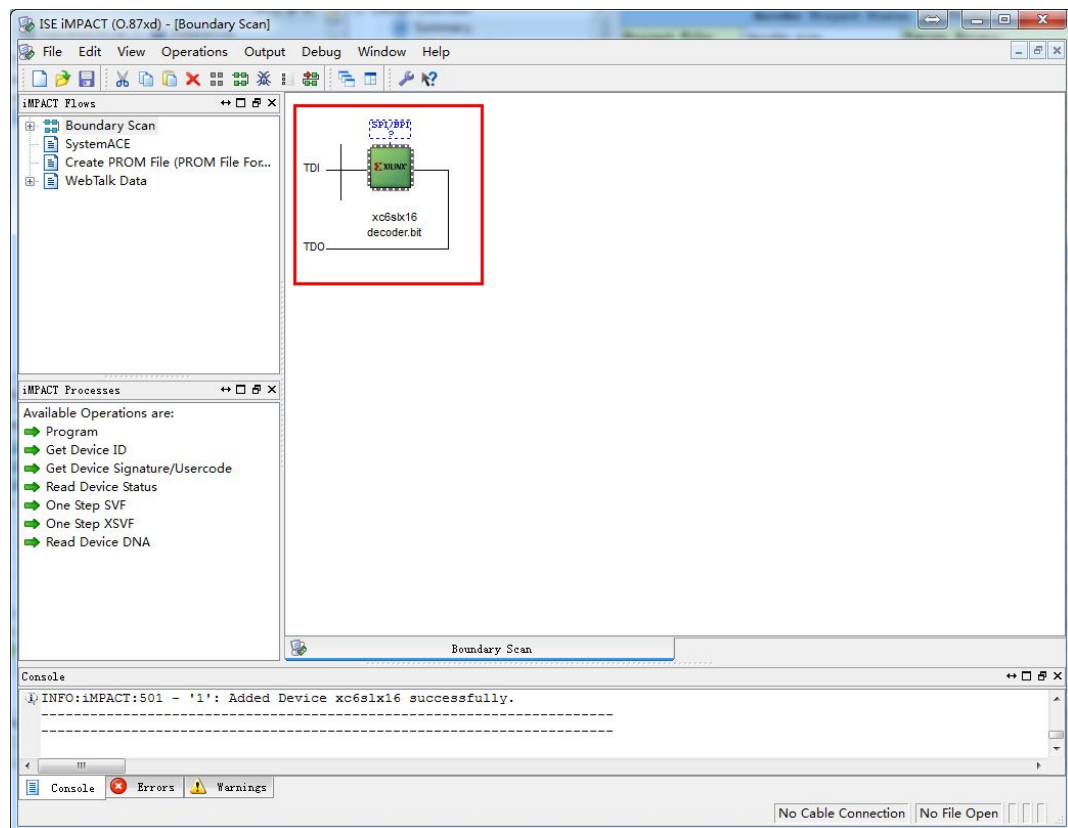 ISE iMPACT (O.87xd) - [Boundary Scan]
File Edit View Operations Output Debug Window Help
iMPACT Flows
Boundary Scan
SystemACE
Create PROM File (PROM File For...
WebTalk Data
SPI/BPI
?
TDI
XILINX
xc6slx16
decoder.bit
TDO
iMPACT Processes
Available Operations are:
Program
Get Device ID
Get Device Signature/Usercode
Read Device Status
One Step SVF
One Step XSVF
Read Device DNA
Boundary Scan
Console
INFO:iMPACT:501 - '1': Added Device xc6slx16 successfully.
----------------------------------------------------------------------
----------------------------------------------------------------------
Console Errors Warnings
No Cable Connection No File Open